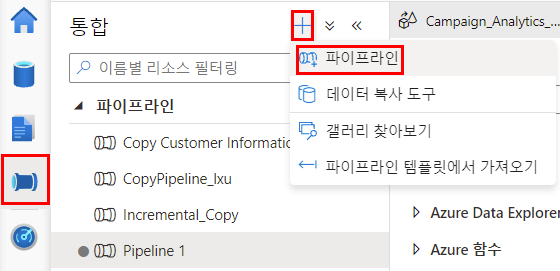 통합
Campaign_Analytics_
이름별 리소스 필터링
파이프라인
데이터 복사 도구
갤러리 찾아보기
파이프라인 템플릿에서 가져오기
파이프라인
Copy Customer Informati
CopyPipeline_lxu
Incremental_Copy
Pipeline 1
Azure Data Explorer
Azure 함수